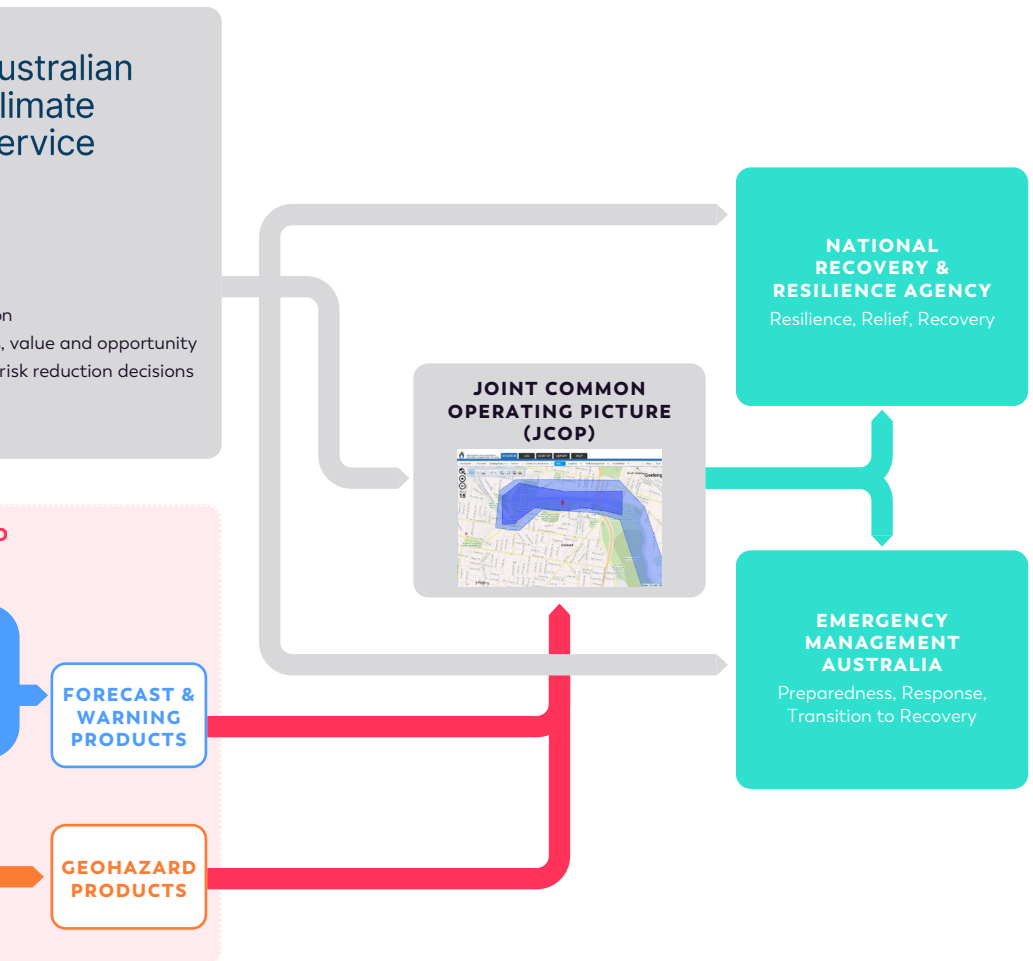 ustralian
limate
ervice
on
, value and opportunity
risk reduction decisions
NATIONAL
RECOVERY &
RESILIENCE AGENCY
Resilience, Relief, Recovery
JOINT COMMON
OPERATING PICTURE
(JCOP)
Geelong
EMERGENCY
MANAGEMENT
AUSTRALIA
Preparedness, Response,
Transition to Recovery
FORECAST &
WARNING
PRODUCTS
GEOHAZARD
PRODUCTS